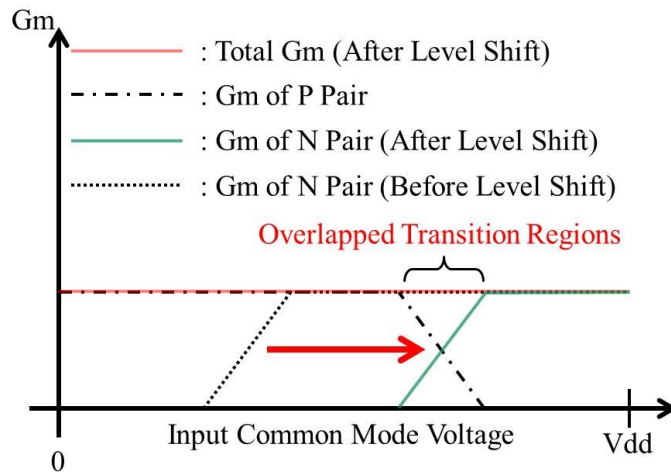 Gm
: Total Gm (After Level Shift)
: Gm of P Pair
: Gm of N Pair (After Level Shift)
: Gm of N Pair (Before Level Shift)
Overlapped Transition Regions
0
Input Common Mode Voltage
Vdd